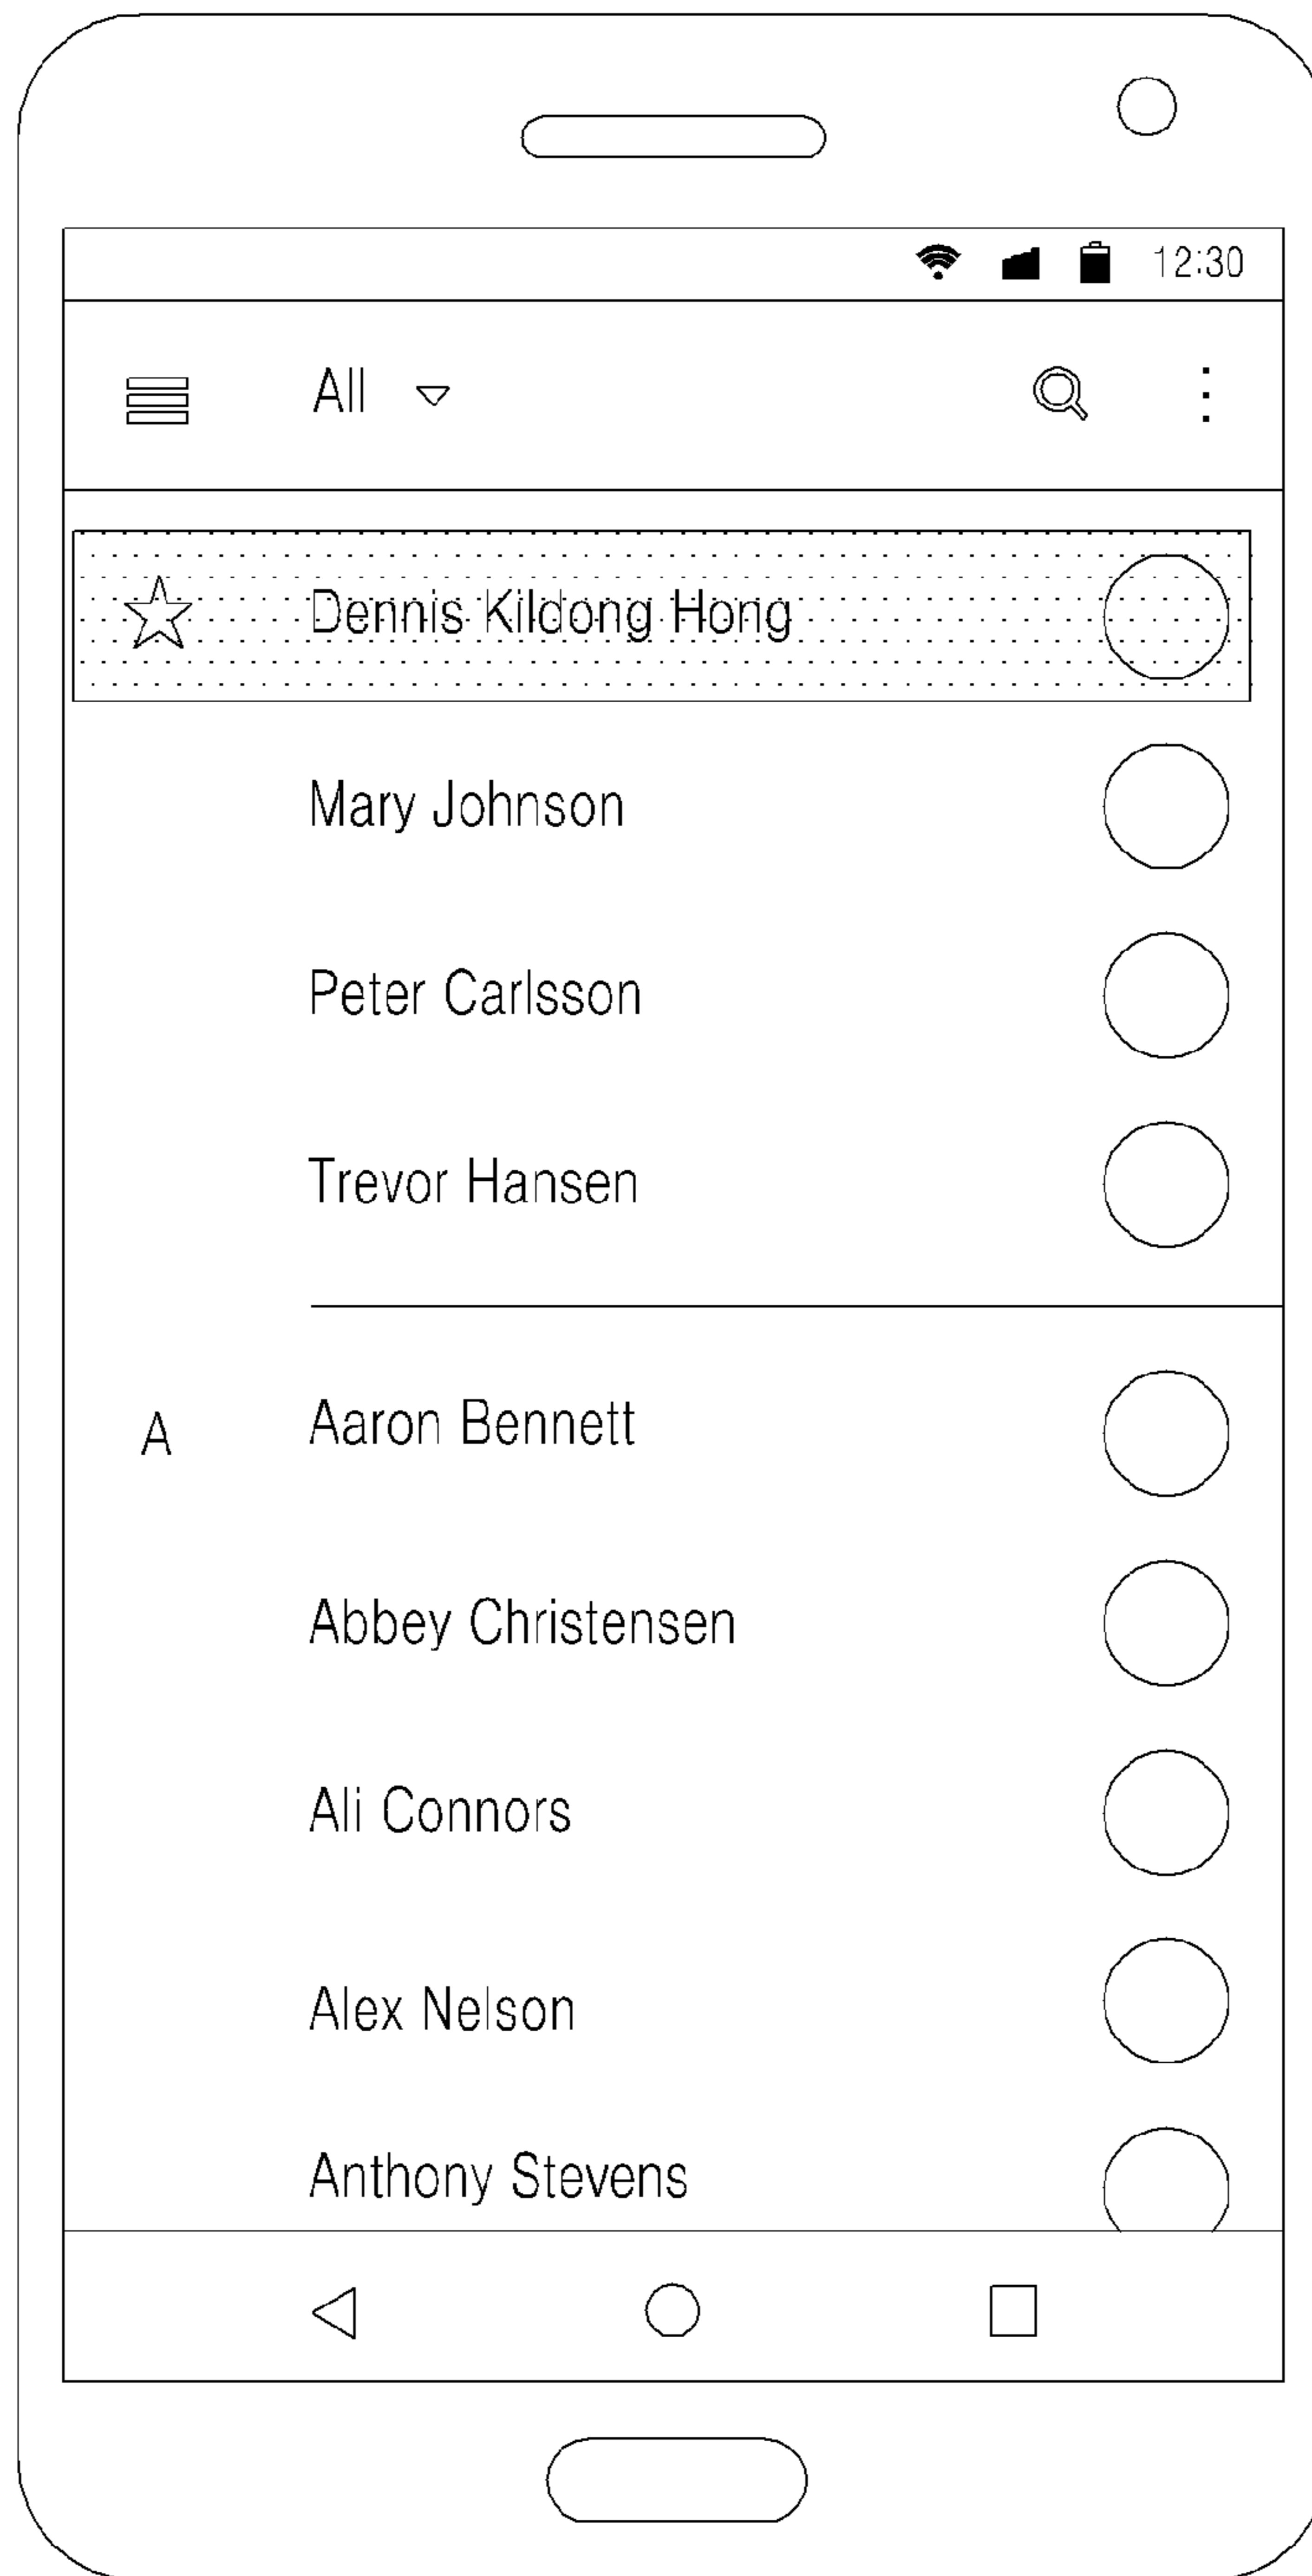 12:30
All
Dennis Kildong Hong
Mary Johnson
Peter Carlsson
Trevor Hansen
A Aaron Bennett
Abbey Christensen
Ali Connors
Alex Nelson
Anthony Stevens